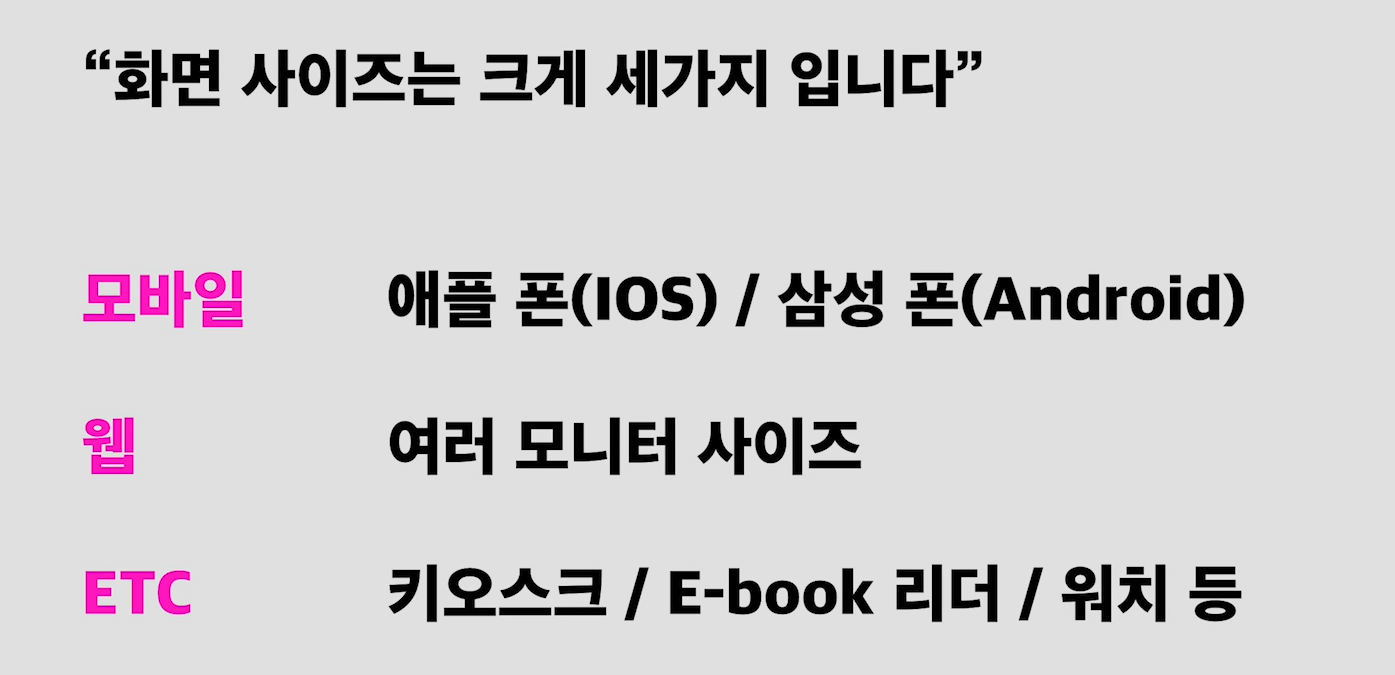 “화면 사이즈는 크게 세가지 입니다”
모바일 애플 폰(IOS) / 삼성 폰(Android)
웹 여러 모니터 사이즈
ETC 키오스크 / E-book 리더 / 워치 등